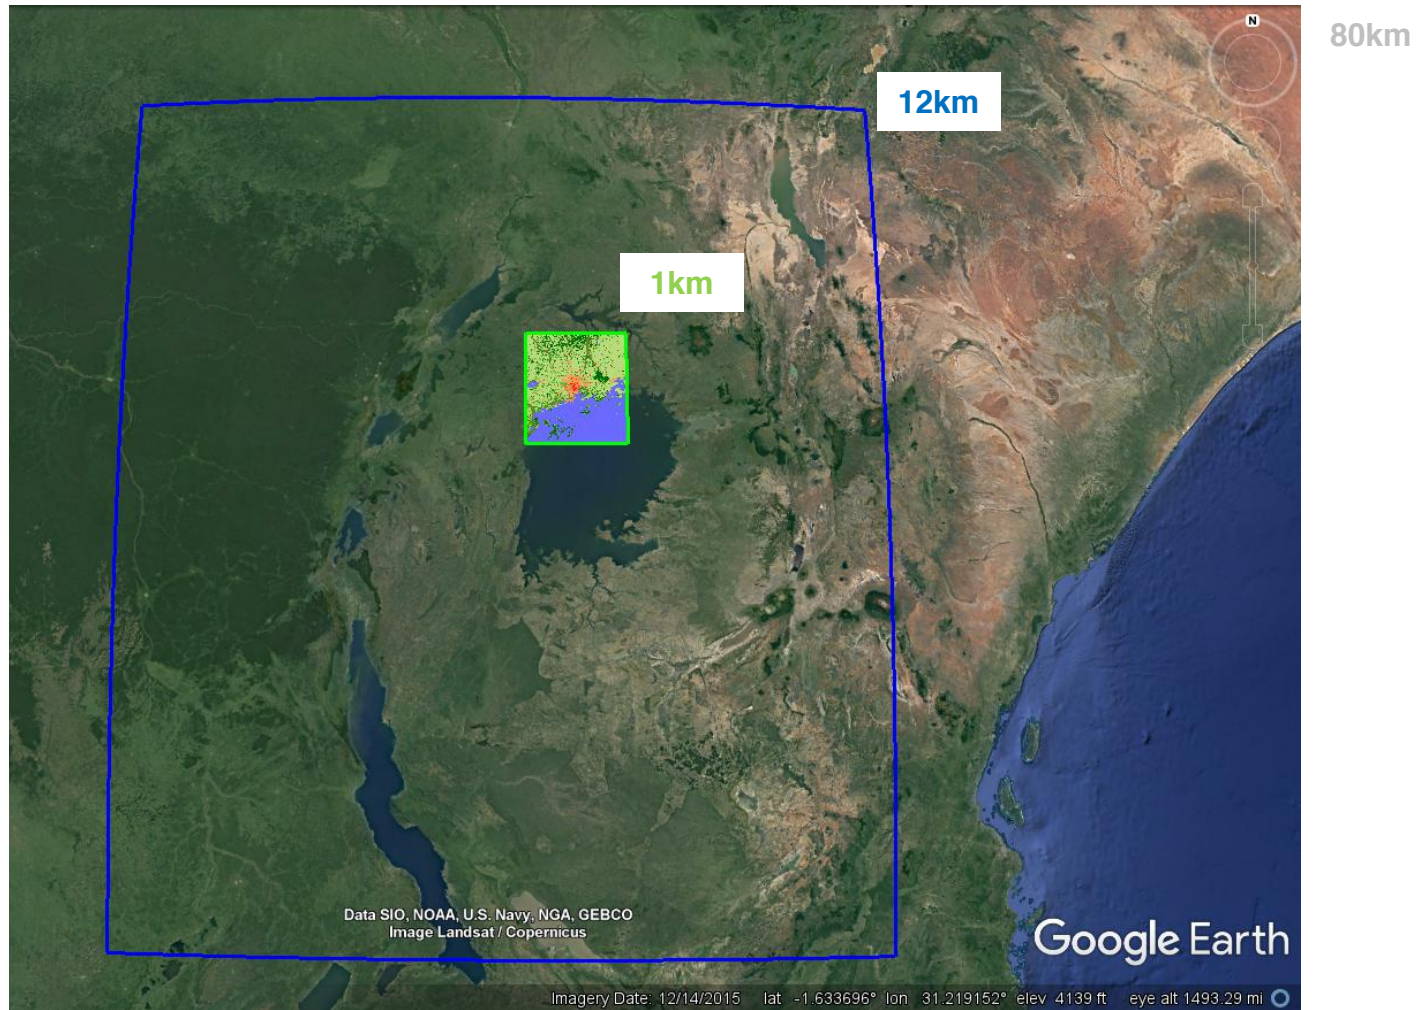 N
80km
12km
1km
Data SIO, NOAA, U.S. Navy, NGA, GEBCO
Image Landsat / Copernicus
Google Earth
Imagery Date: 12/14/2015 lat -1.633696° lon 31.219152° elev 4139 ft eye alt 1493.29 mi